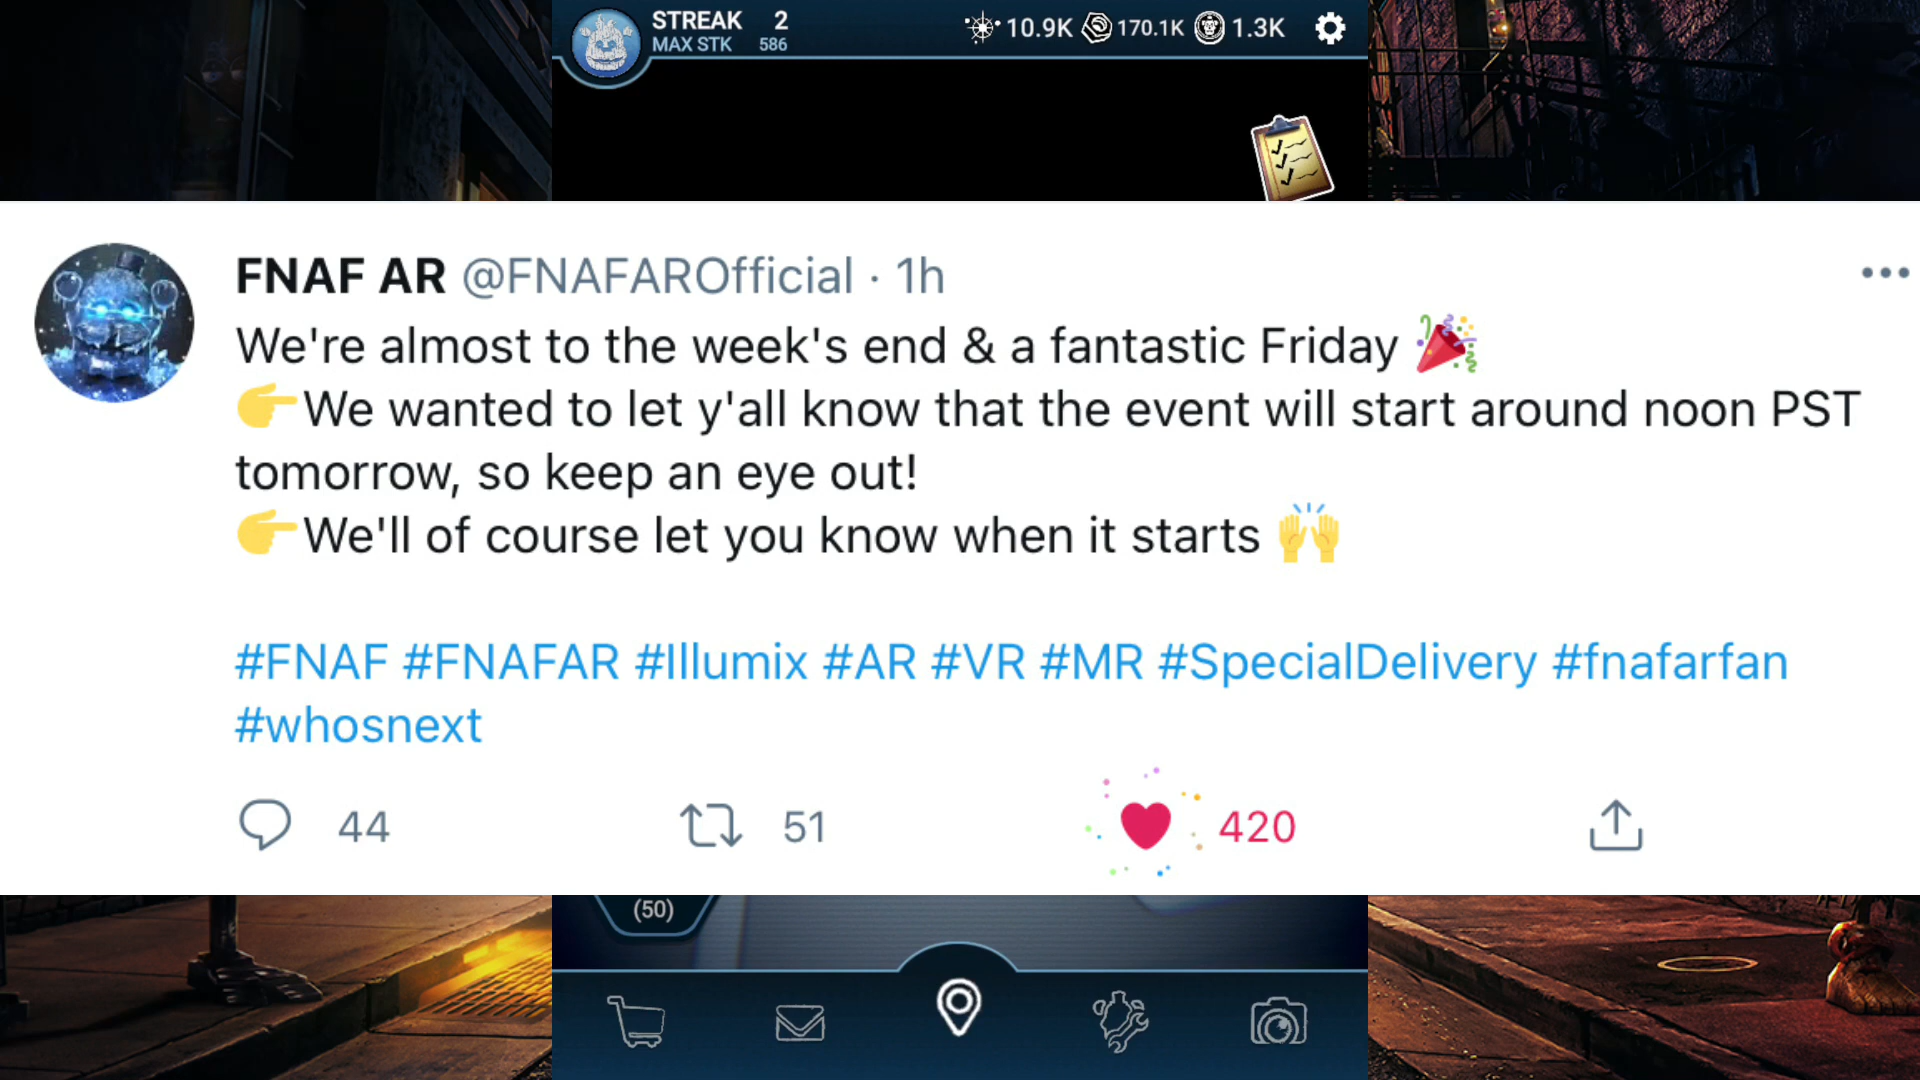 STREAK 2
MAX STK 586
10.9K 170.1K 1.3K
FNAF AR @FNAFAROfficial · 1h
We're almost to the week's end & a fantastic Friday 🎉
👉We wanted to let y'all know that the event will start around noon PST
tomorrow, so keep an eye out!
👉We'll of course let you know when it starts 🙌
#FNAF #FNAFAR #Illumix #AR #VR #MR #SpecialDelivery #fnafarfan
#whosnext
44 51 420
(50)